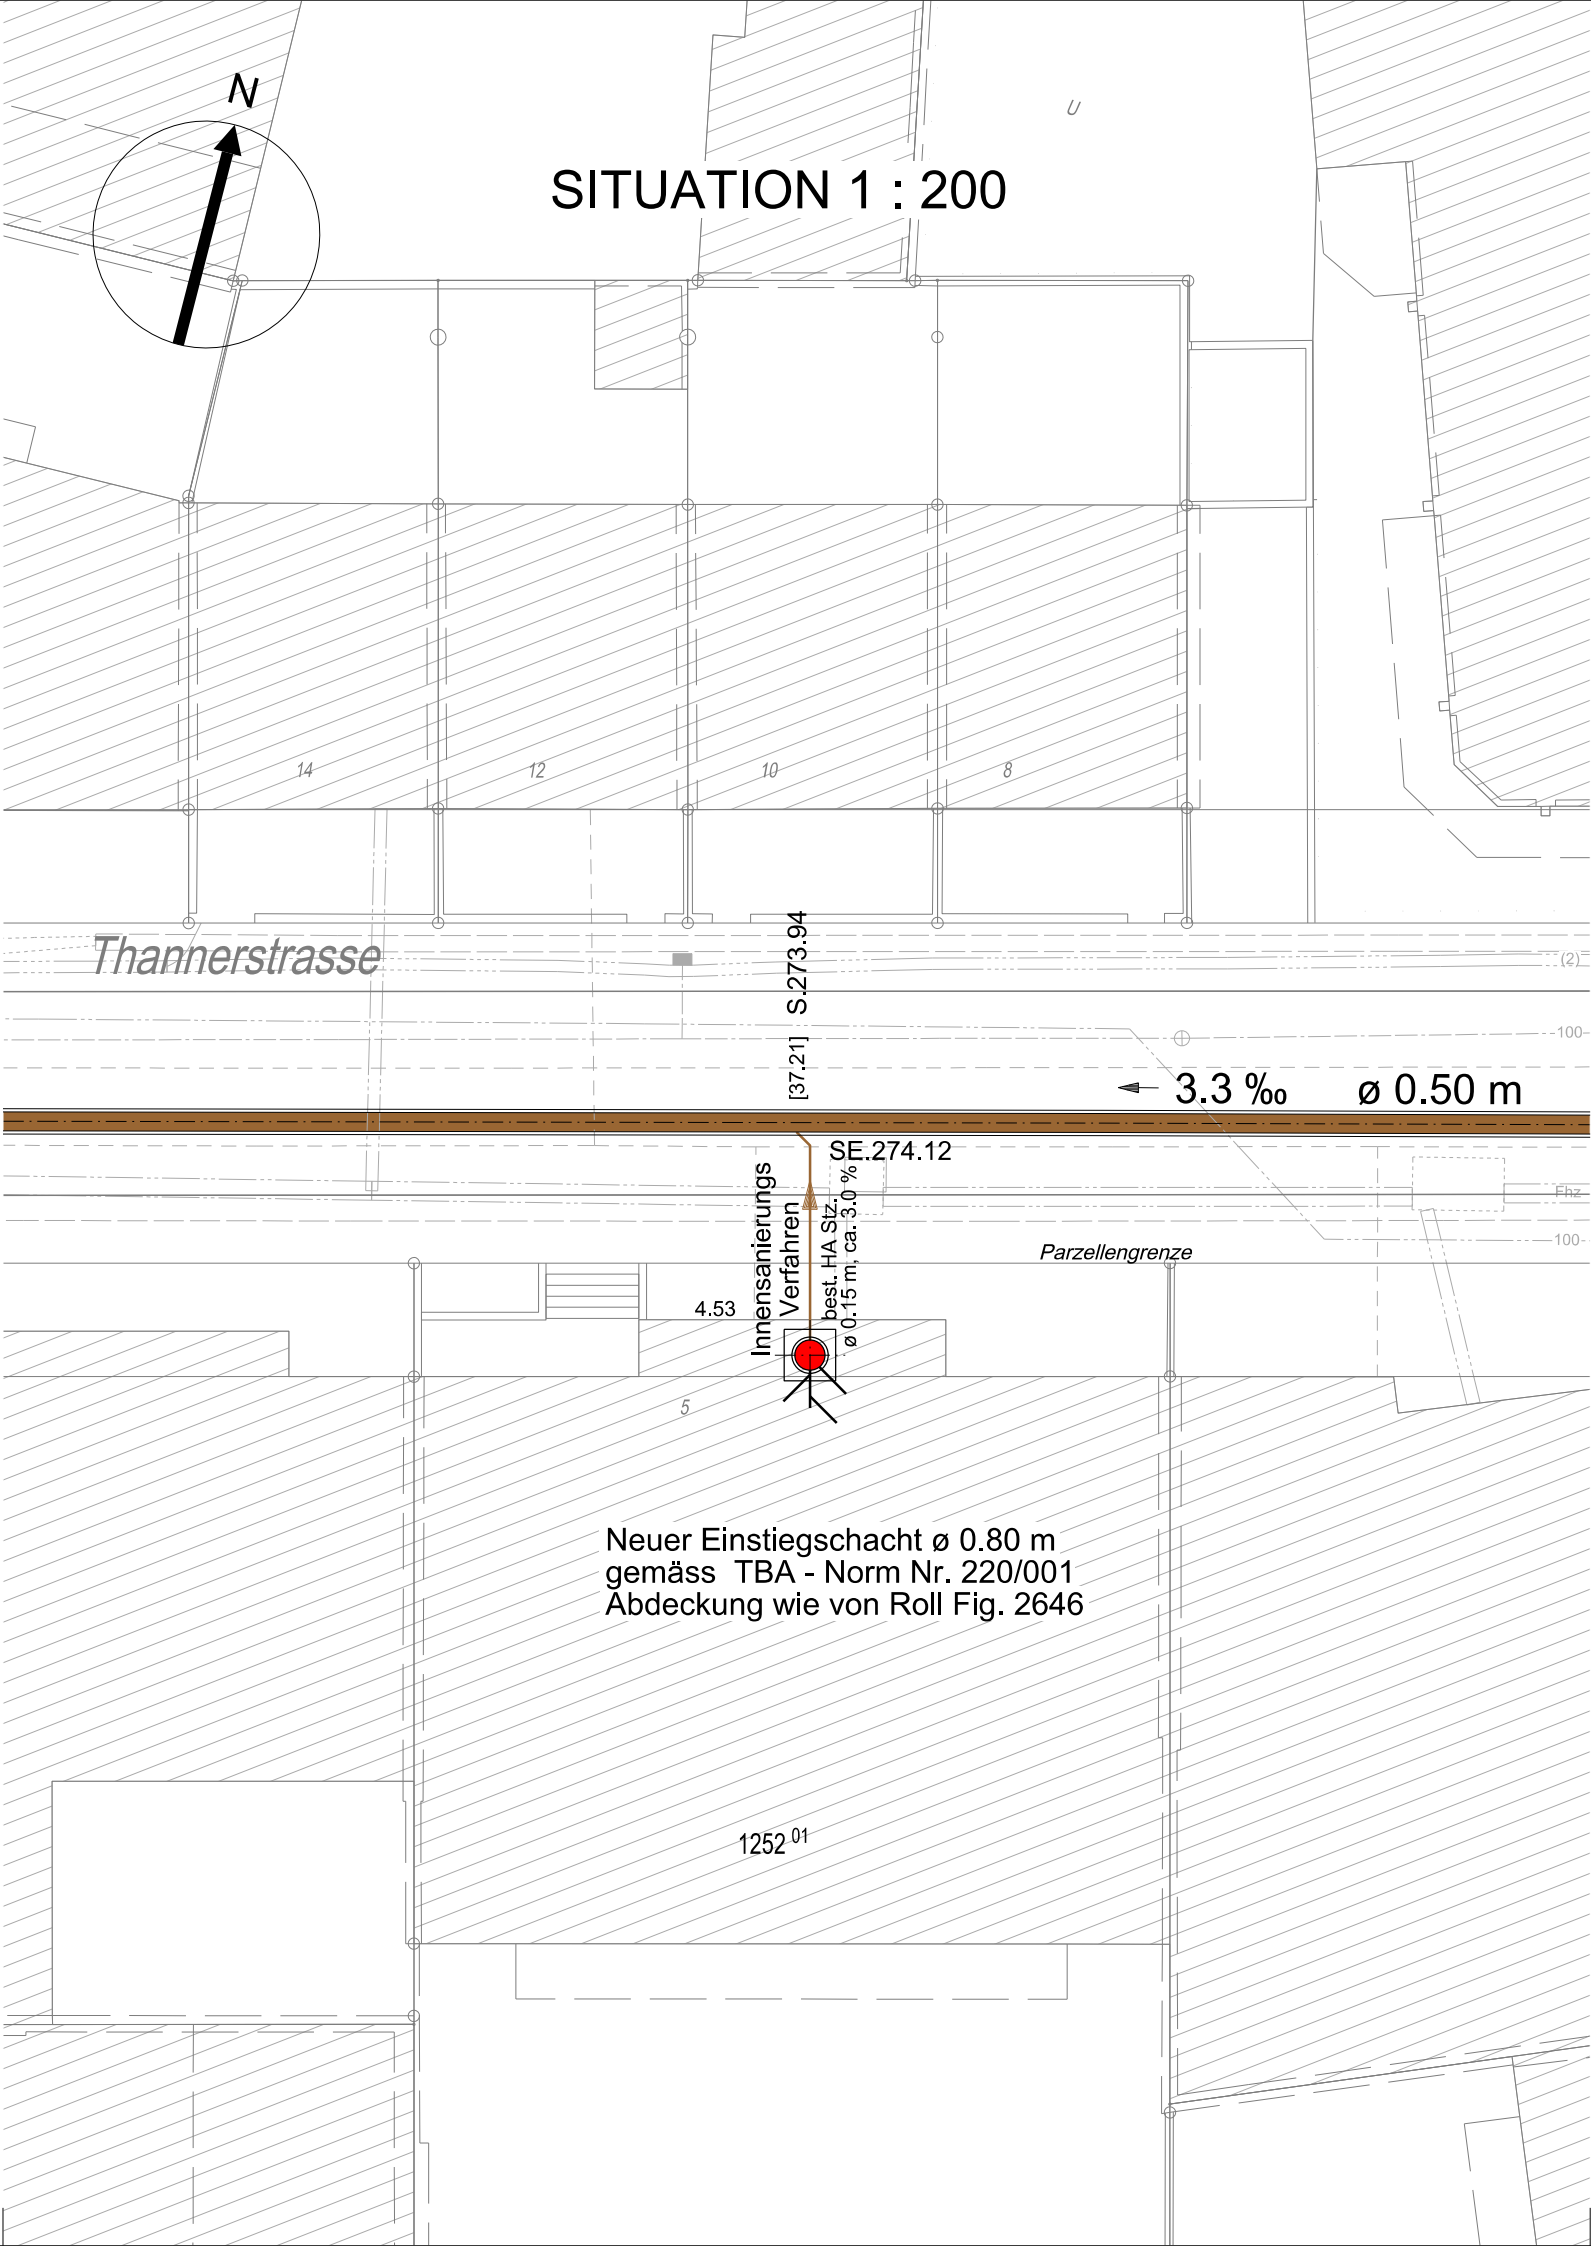 N
U
SITUATION 1 : 200
14
12
10
8
Thannerstrasse
S.273.94
[37.21]
(2)
100
3.3 ‰
ø 0.50 m
SE.274.12
Innensanierungs
Verfahren
best. HA Stz.
ø 0.15 m, ca. 3.0 %
Fhz
100
Parzellengrenze
4.53
5
Neuer Einstiegschacht ø 0.80 m
gemäss TBA - Norm Nr. 220/001
Abdeckung wie von Roll Fig. 2646
1252 01